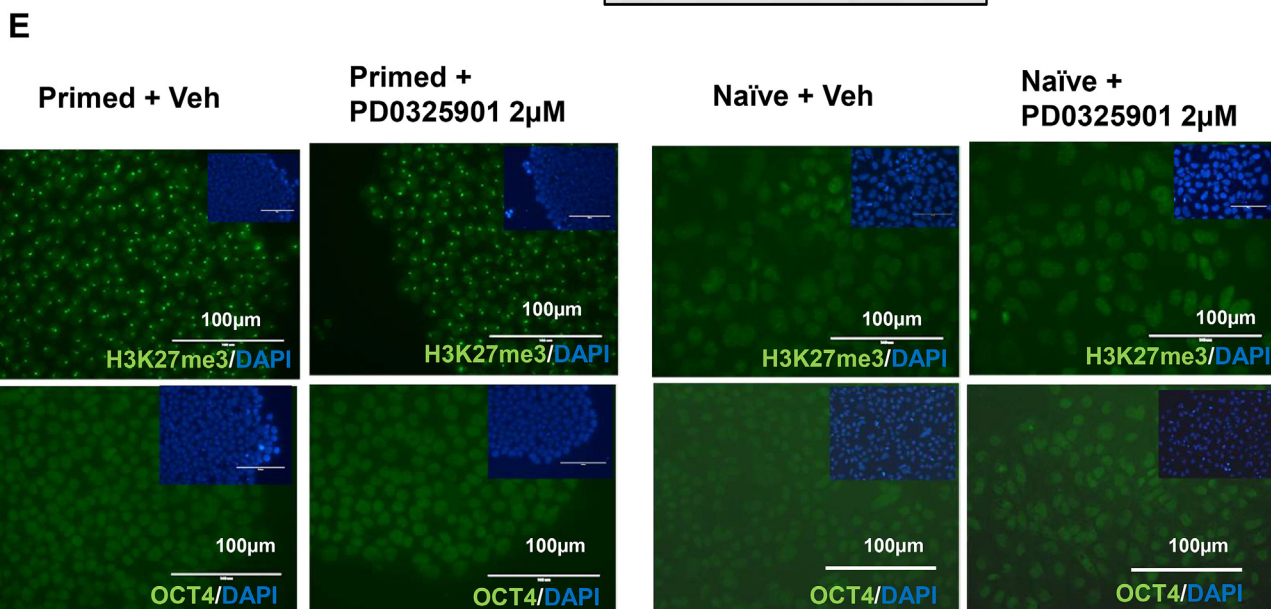 E
Primed + Veh
Primed +
PD0325901 2µM
Naïve + Veh
Naïve +
PD0325901 2µM
100µm
H3K27me3/DAPI
100µm
H3K27me3/DAPI
100µm
H3K27me3/DAPI
100µm
H3K27me3/DAPI
100µm
OCT4/DAPI
100µm
OCT4/DAPI
100µm
OCT4/DAPI
100µm
OCT4/DAPI